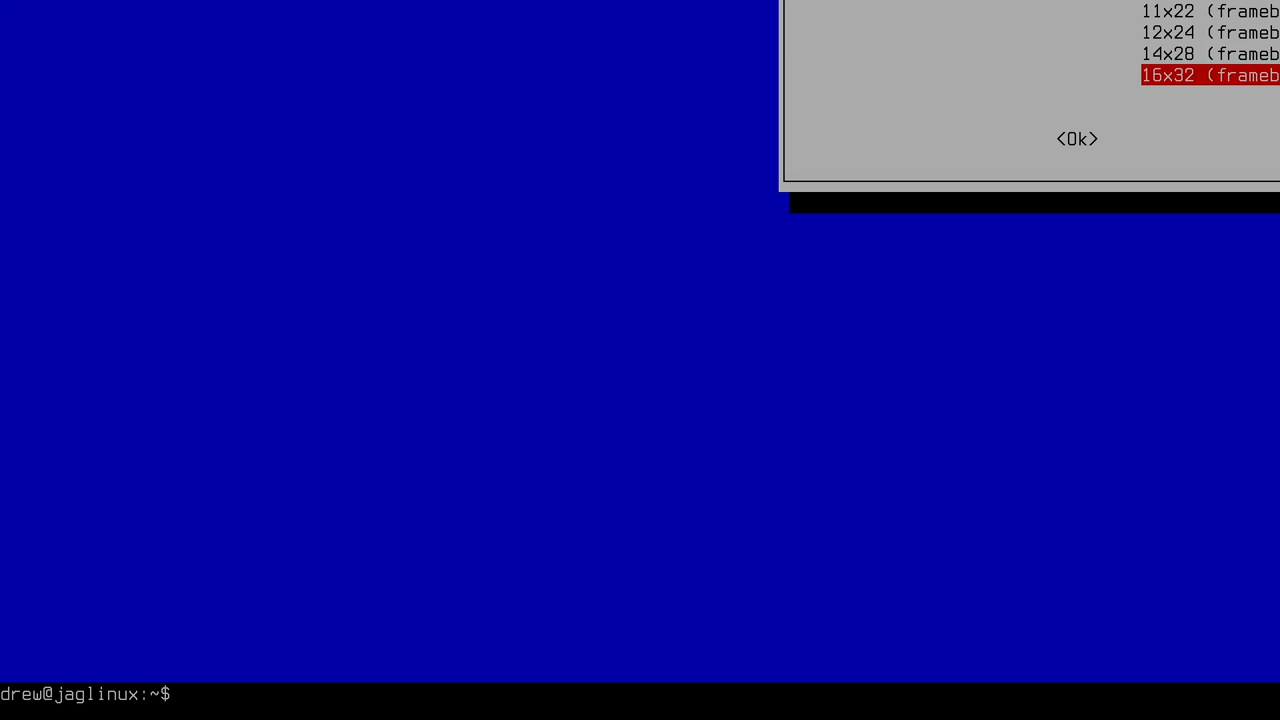 11x22 (frameb
12x24 (frameb
14x28 (frameb
16x32 (frameb
<Ok>
drew@jaglinux:~$